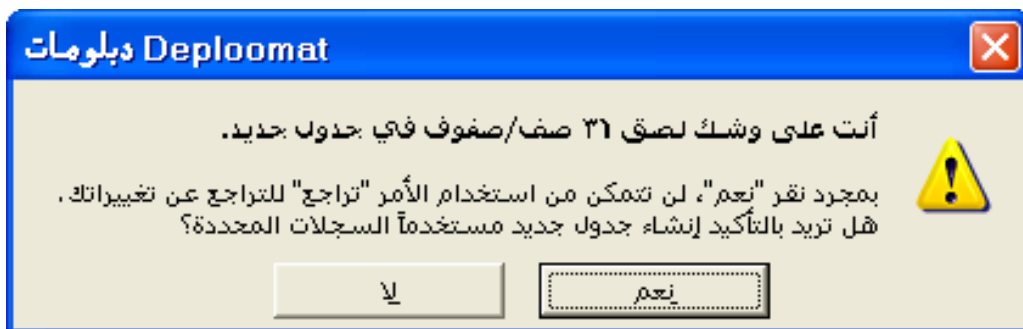 دبلومات Deploomat
أنت على وشك لصق ٣١ صف/صفوف في جدول جديد.
بمجرد نقر "نعم"، لن تتمكن من استخدام الأمر "تراجع" للتراجع عن تغييراتك.
هل تريد بالتأكيد إنشاء جدول جديد مستخدماً السجلات المحددة؟
نعم
لا